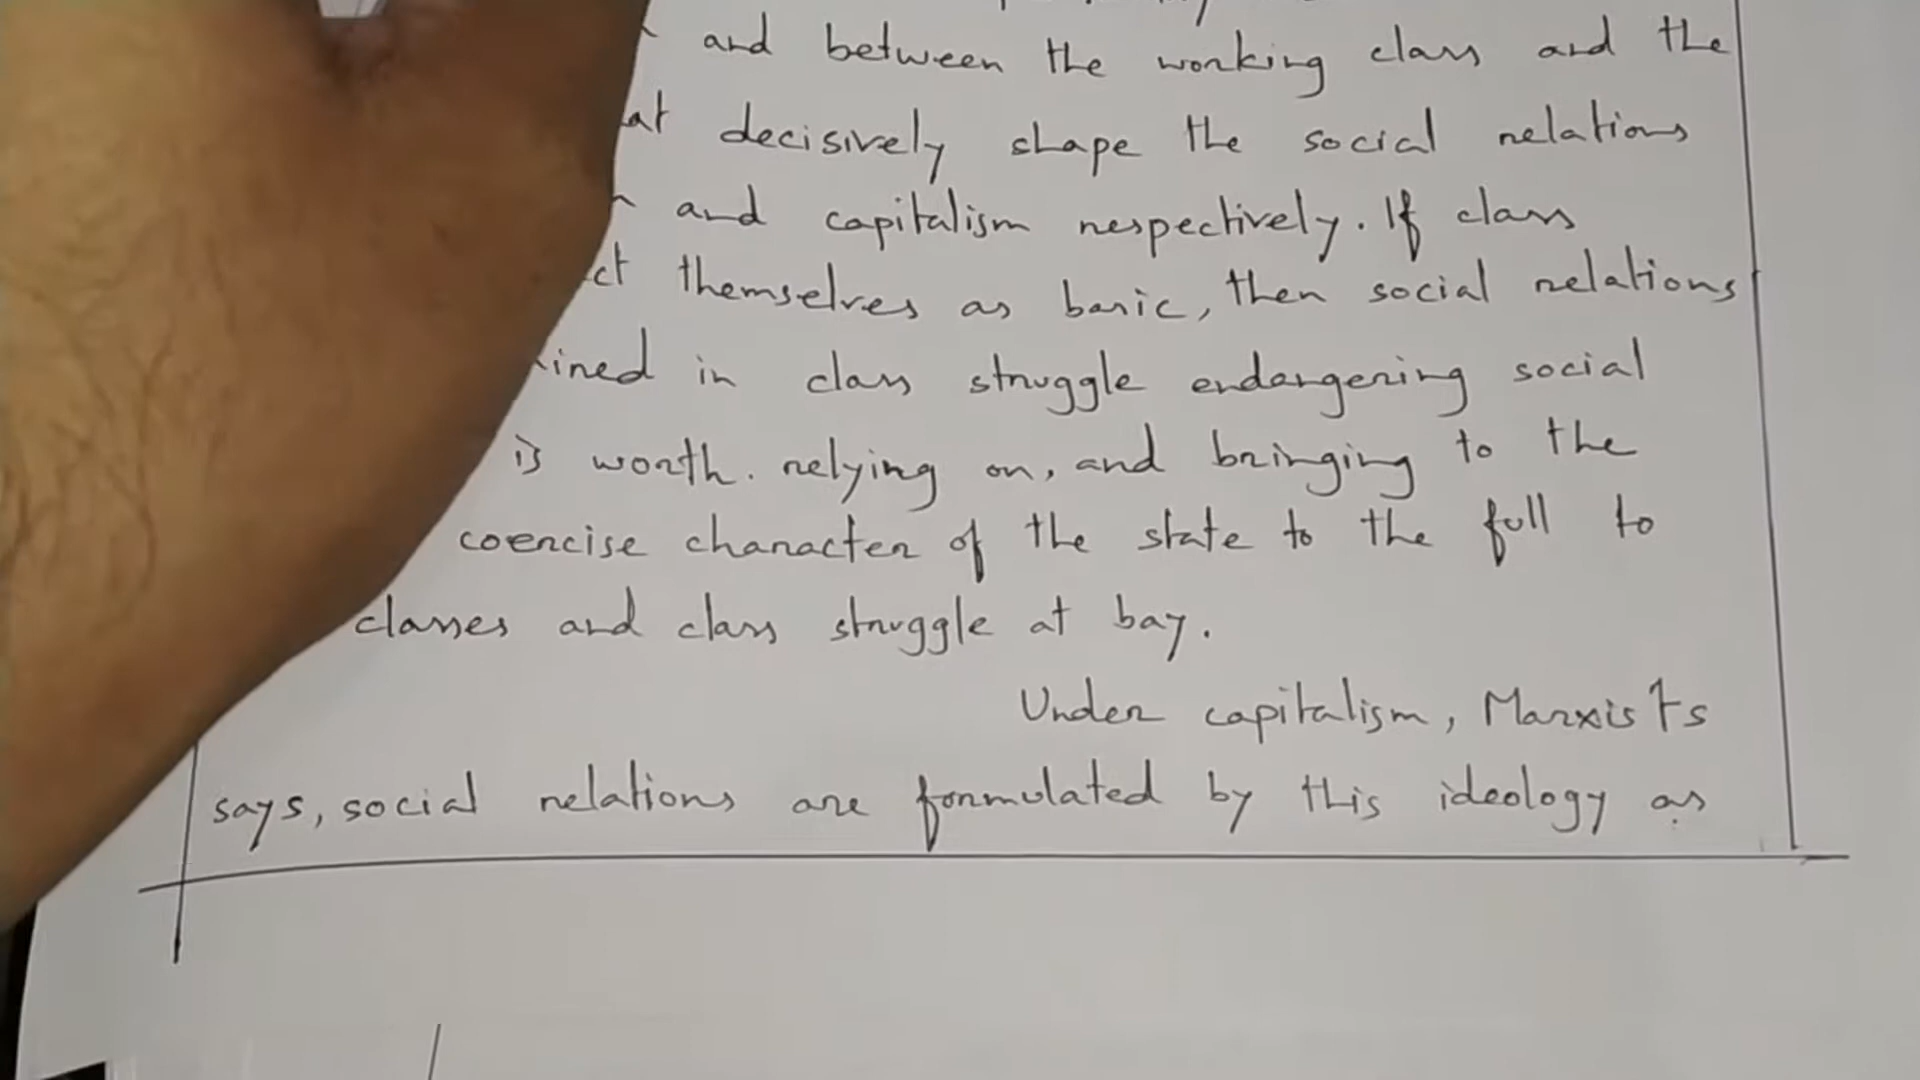 and between the working class and the
decisively shape the social relations
and capitalism respectively. If class
themselves as basic, then social relations
in class struggle endangering social
is worth. relying on, and bringing to the
coercise character of the state to the full to
classes and class struggle at bay.
Under capitalism, Marxists
says, social relations are formulated by this ideology as